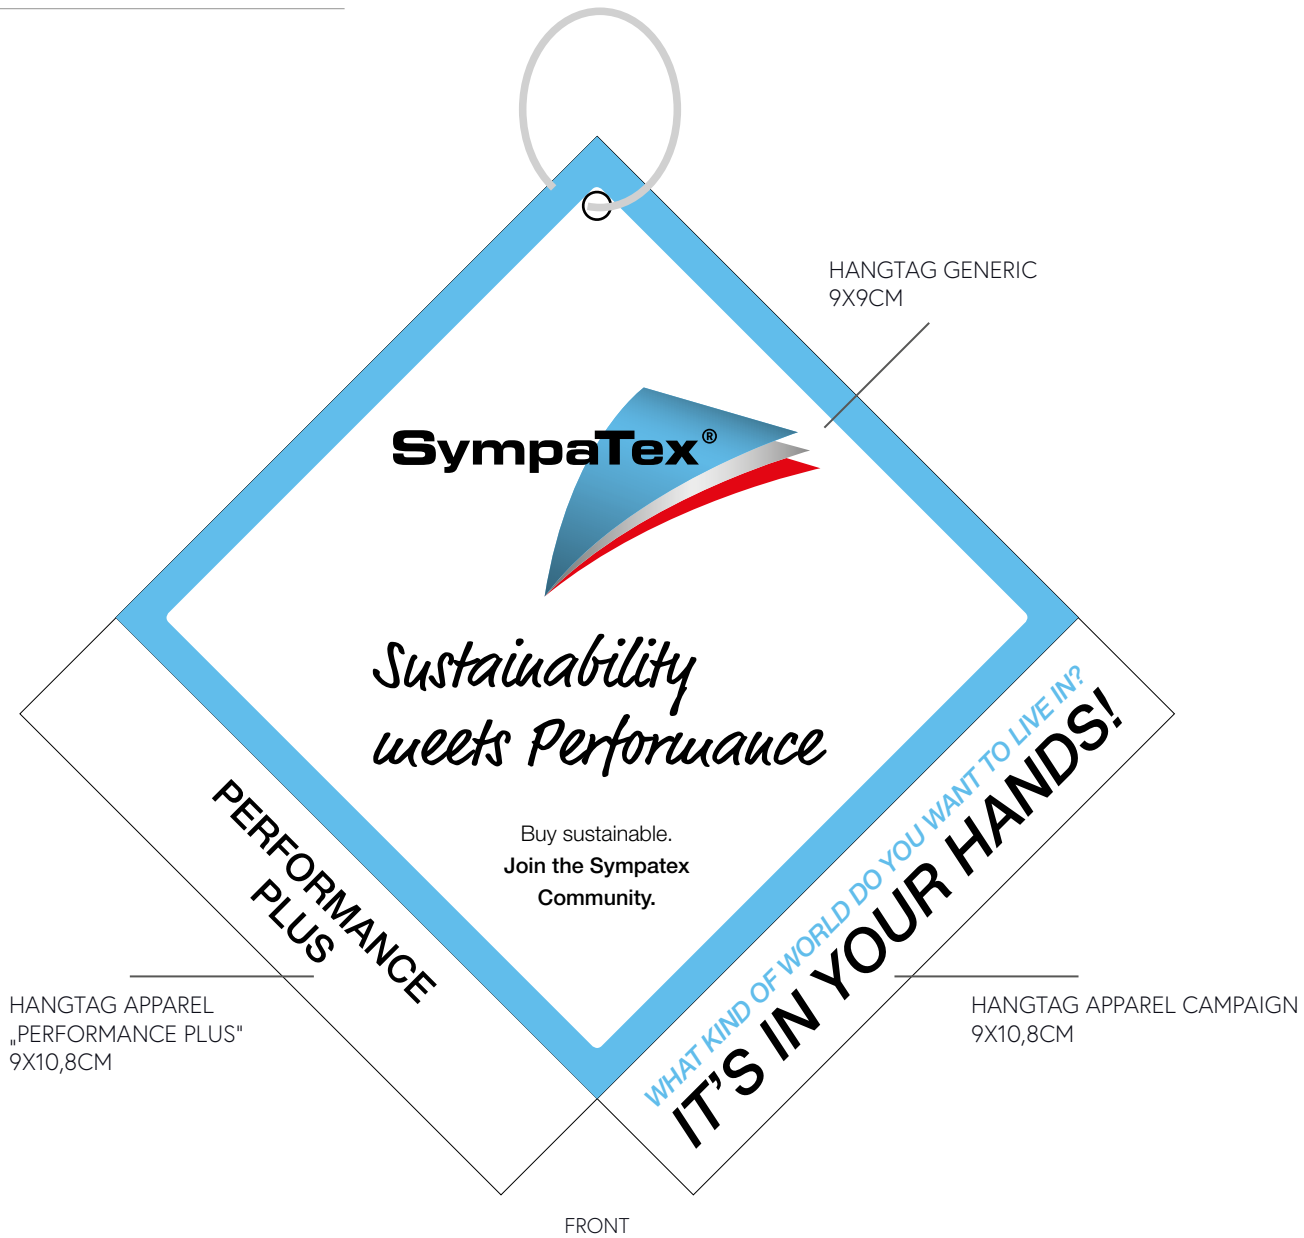 HANGTAG GENERIC
9X9CM
SympaTex®
Sustainability
meets Performance
Buy sustainable.
Join the Sympatex
Community.
PERFORMANCE
PLUS
WHAT KIND OF WORLD DO YOU WANT TO LIVE IN?
IT’S IN YOUR HANDS!
HANGTAG APPAREL
„PERFORMANCE PLUS"
9X10,8CM
HANGTAG APPAREL CAMPAIGN
9X10,8CM
FRONT